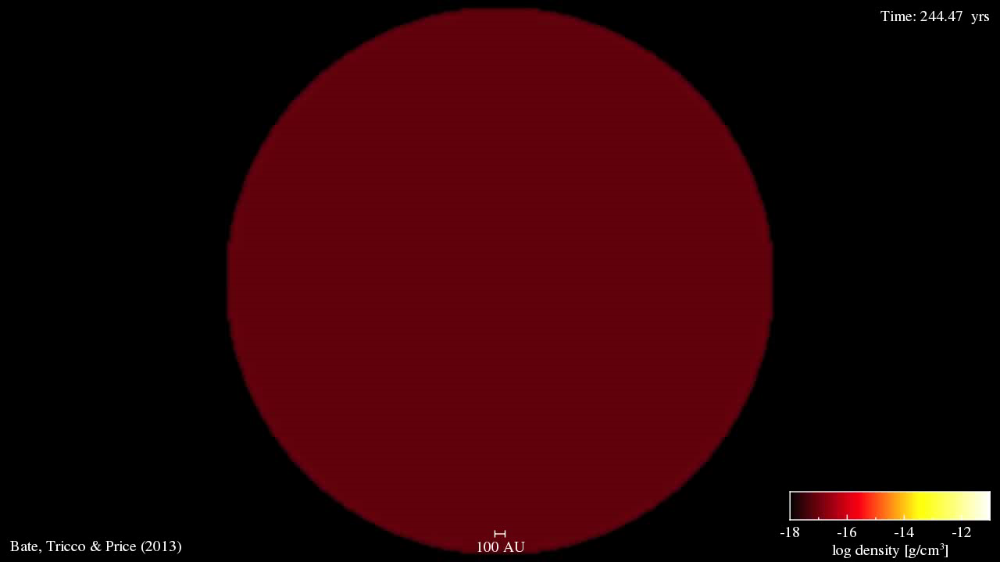 Time: 244.47 yrs
-18 -16 -14 -12
log density [g/cm³]
100 AU
Bate, Tricco & Price (2013)